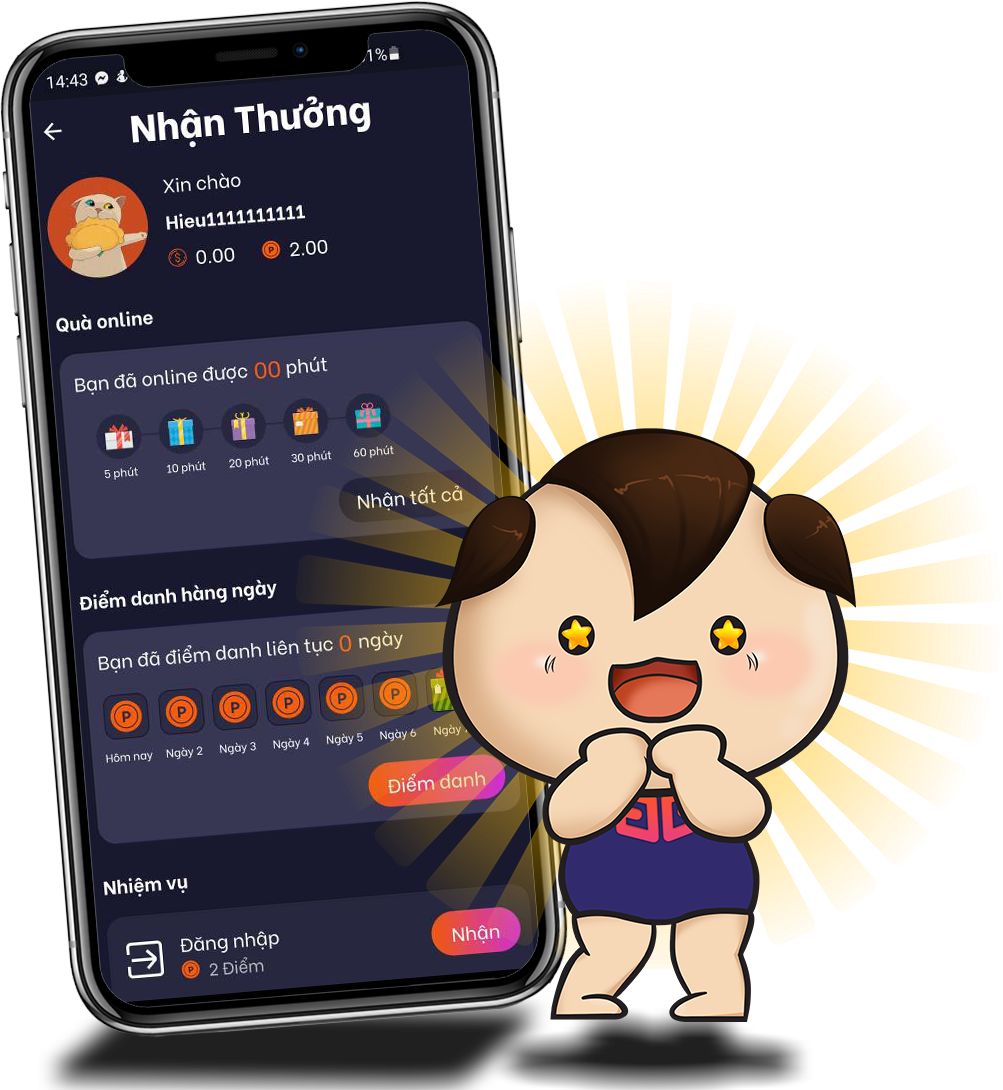 14:43
1%
Nhận Thưởng
Xin chào
Hieu1111111111
0.00 P 2.00
Quà online
Bạn đã online được 00 phút
5 phút 10 phút 20 phút 30 phút 60 phút
Nhận tất cả
Điểm danh hàng ngày
Bạn đã điểm danh liên tục 0 ngày
P P P P P P
Hôm nay Ngày 2 Ngày 3 Ngày 4 Ngày 5 Ngày 6 Ngày
Điểm danh
Nhiệm vụ
Đăng nhập
P 2 Điểm
Nhận